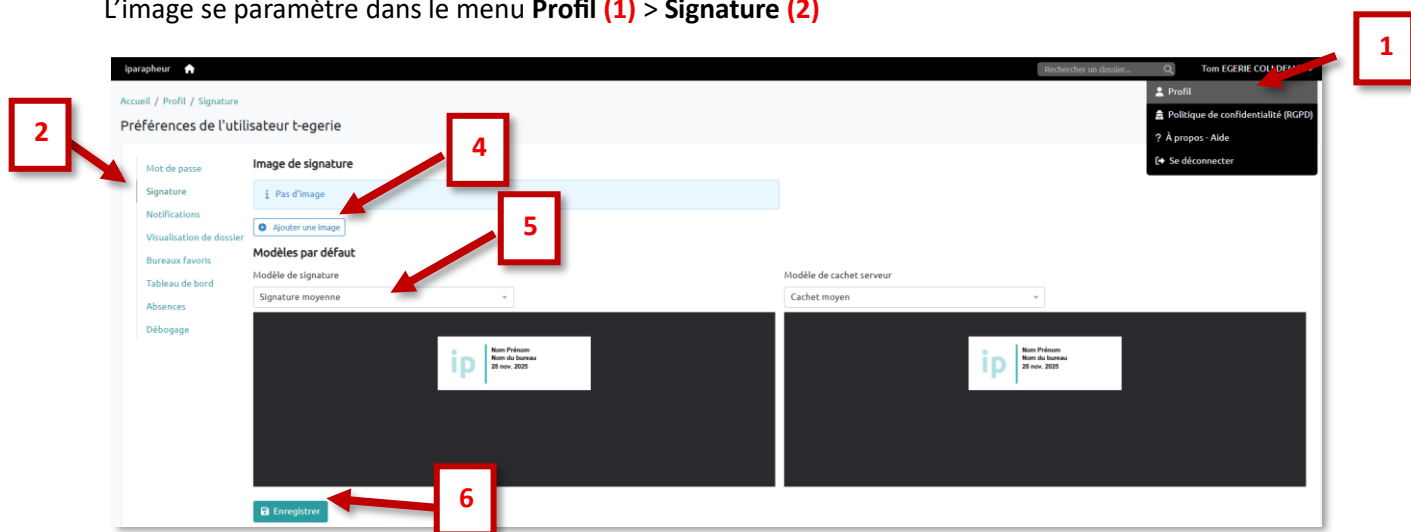 L'image se paramètre dans le menu Profil (1) > Signature (2)
1
iparapheur
Rechercher un dossier...
Tom EGERIE COLLDEM
Profil
Politique de confidentialité (RGPD)
? À propos - Aide
Se déconnecter
Accueil / Profil / Signature
Préférences de l'utilisateur t-egerie
2
4
5
Mot de passe
Signature
Notifications
Visualisation de dossier
Bureaux favoris
Tableau de bord
Absences
Débogage
Image de signature
i Pas d'image
Ajouter une image
Modèles par défaut
Modèle de signature
Signature moyenne
Modèle de cachet serveur
Cachet moyen
ip
Nom Prénom
Nom du bureau
28 nov. 2025
ip
Nom Prénom
Nom du bureau
28 nov. 2025
6
Enregistrer